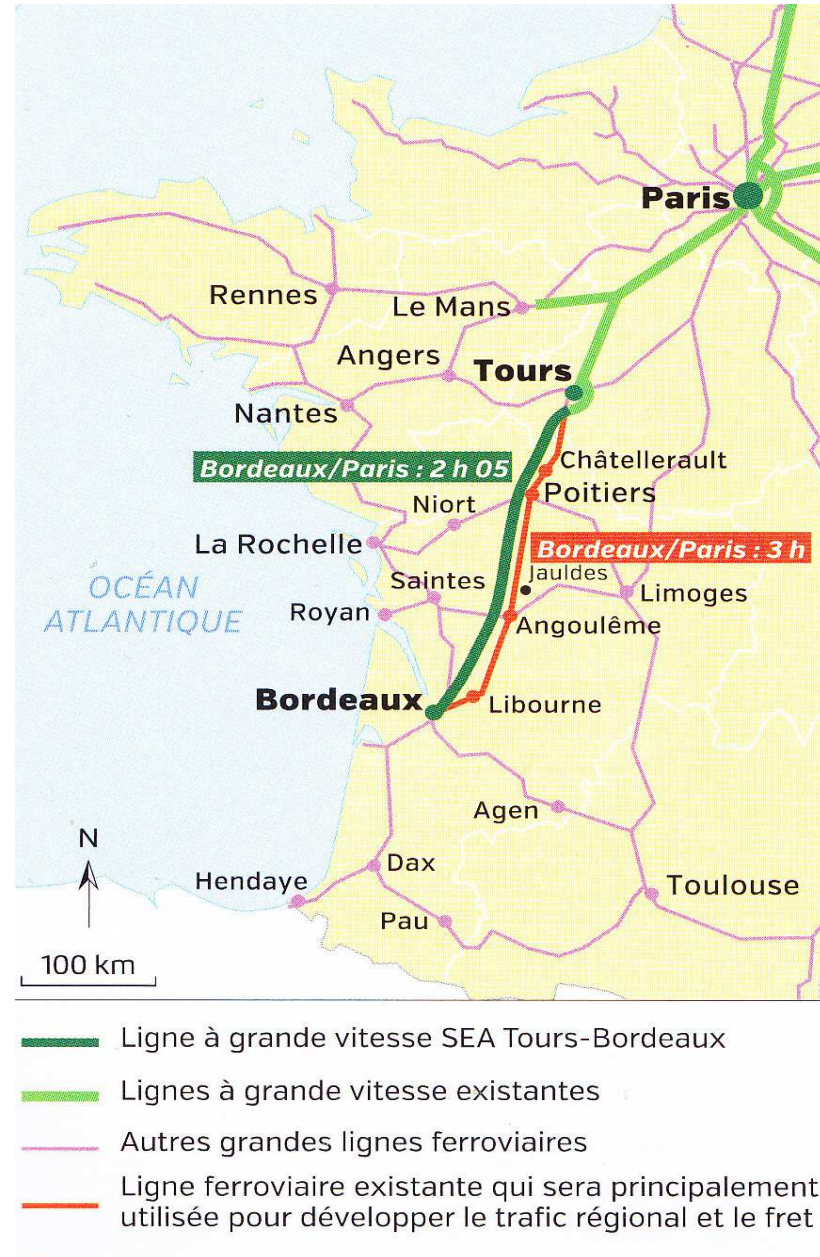 Paris
Rennes
Le Mans
Angers
Tours
Nantes
Bordeaux/Paris : 2 h 05
Châtellerault
Poitiers
Niort
La Rochelle
Bordeaux/Paris : 3 h
Jauldes
Saintes
Limoges
OCÉAN
ATLANTIQUE
Royan
Angoulême
Bordeaux
Libourne
Agen
N
Dax
Hendaye
Toulouse
Pau
100 km
Ligne à grande vitesse SEA Tours-Bordeaux
Lignes à grande vitesse existantes
Autres grandes lignes ferroviaires
Ligne ferroviaire existante qui sera principalement
utilisée pour développer le trafic régional et le fret